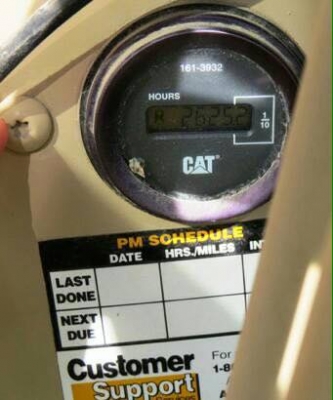 161-3932
HOURS
1
10
CAT
PM SCHEDULE
DATE HRS./MILES
LAST
DONE
NEXT
DUE
Customer
For
Support